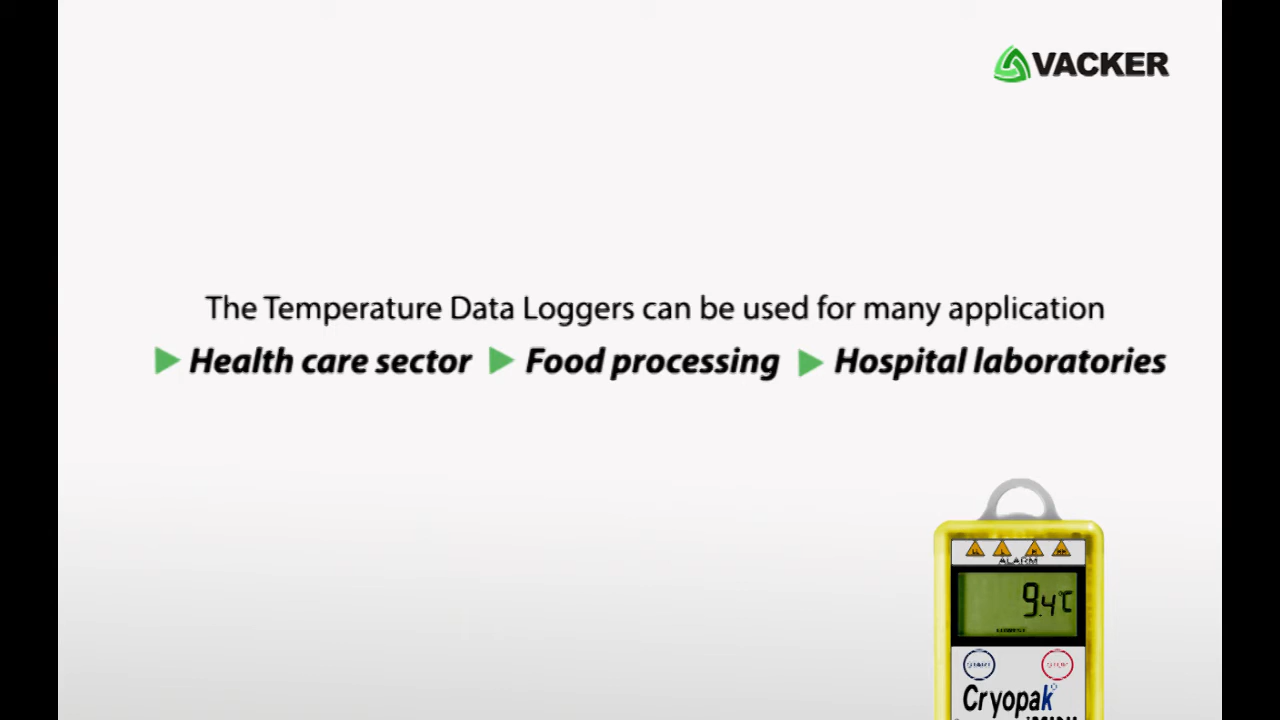 VACKER
The Temperature Data Loggers can be used for many application
Health care sector Food processing Hospital laboratories
ALARM
9.4°C
LOWEST
START STOP
Cryopak